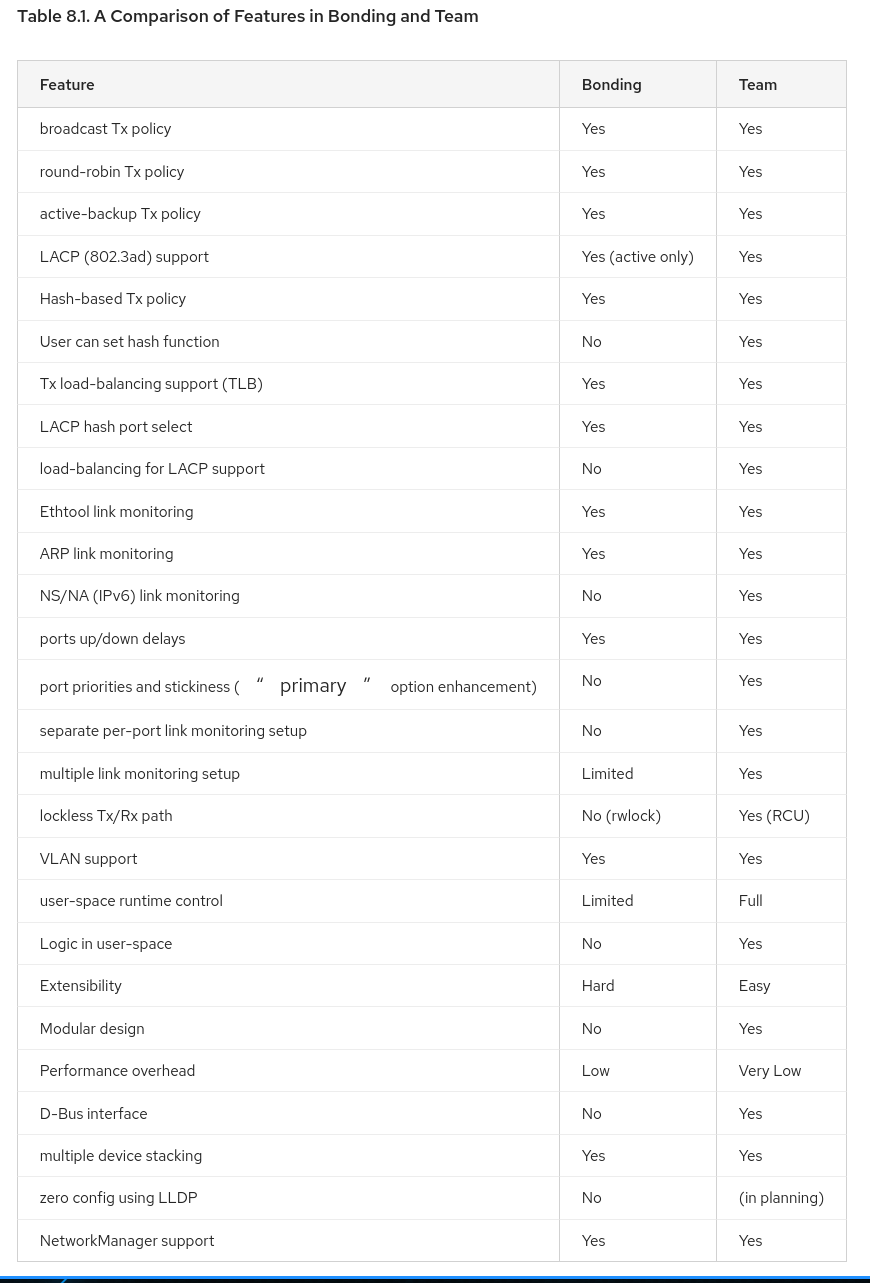 Table 8.1. A Comparison of Features in Bonding and Team
Feature Bonding Team
broadcast Tx policy Yes Yes
round-robin Tx policy Yes Yes
active-backup Tx policy Yes Yes
LACP (802.3ad) support Yes (active only) Yes
Hash-based Tx policy Yes Yes
User can set hash function No Yes
Tx load-balancing support (TLB) Yes Yes
LACP hash port select Yes Yes
load-balancing for LACP support No Yes
Ethtool link monitoring Yes Yes
ARP link monitoring Yes Yes
NS/NA (IPv6) link monitoring No Yes
ports up/down delays Yes Yes
port priorities and stickiness ( “ primary ” option enhancement) No Yes
separate per-port link monitoring setup No Yes
multiple link monitoring setup Limited Yes
lockless Tx/Rx path No (rwlock) Yes (RCU)
VLAN support Yes Yes
user-space runtime control Limited Full
Logic in user-space No Yes
Extensibility Hard Easy
Modular design No Yes
Performance overhead Low Very Low
D-Bus interface No Yes
multiple device stacking Yes Yes
zero config using LLDP No (in planning)
NetworkManager support Yes Yes